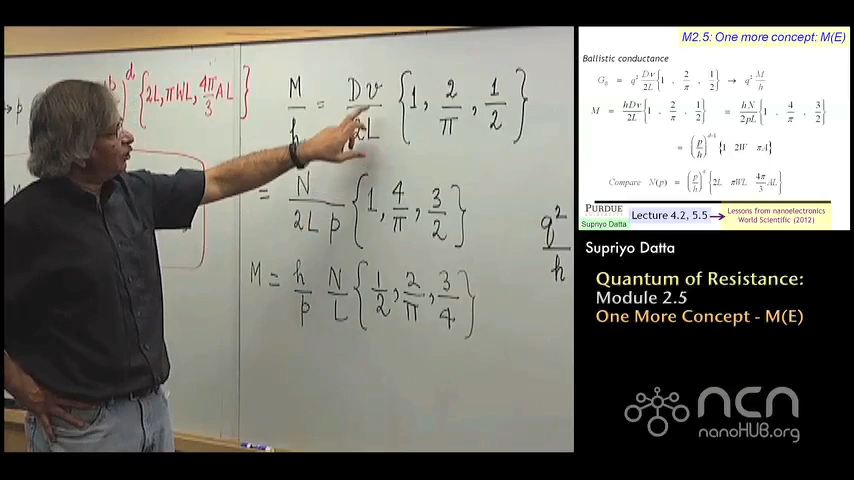 → p
h )^d {2L, πWL, 4π/3 AL}
M/h = Dv/2L {1, 2/π, 1/2}
= N/2Lp {1, 4/π, 3/2}
M = h/p N/L {1/2, 2/π, 3/4}
q²/h
M
M2.5: One more concept: M(E)
Ballistic conductance
G_B = q² Dv/2L {1 , 2/π , 1/2} → q² M/h
M = hDv/2L {1 , 2/π , 1/2} = hN/2pL {1 , 4/π , 3/2}
= (p/h)^{d-1} {1 2W πA}
Compare N(p) = (p/h)^d {2L πWL 4π/3 AL}
PURDUE
Supriyo Datta
Lecture 4.2, 5.5
Lessons from nanoelectronics
World Scientific (2012)
Supriyo Datta
Quantum of Resistance:
Module 2.5
One More Concept - M(E)
ncn
nanoHUB.org